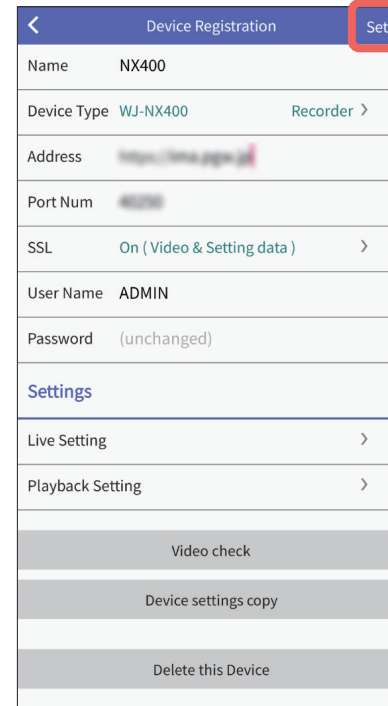 Device Registration Set
Name NX400
Device Type WJ-NX400 Recorder
Address
Port Num
SSL On ( Video & Setting data )
User Name ADMIN
Password (unchanged)
Settings
Live Setting
Playback Setting
Video check
Device settings copy
Delete this Device